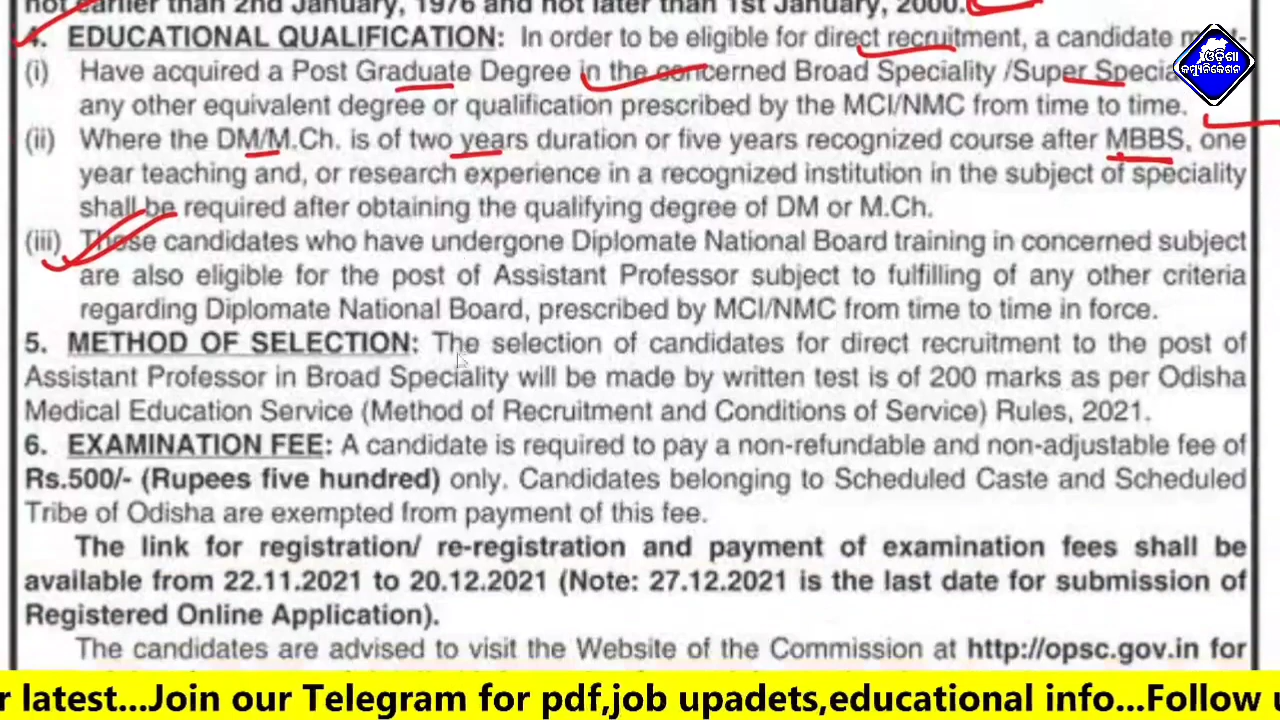 not earlier than 2nd January, 1976 and not later than 1st January, 2000.
4. EDUCATIONAL QUALIFICATION: In order to be eligible for direct recruitment, a candidate
(i) Have acquired a Post Graduate Degree in the concerned Broad Speciality /Super
any other equivalent degree or qualification prescribed by the MCI/NMC from time to time.
(ii) Where the DM/M.Ch. is of two years duration or five years recognized course after MBBS, one
year teaching and, or research experience in a recognized institution in the subject of speciality
shall be required after obtaining the qualifying degree of DM or M.Ch.
(iii) Those candidates who have undergone Diplomate National Board training in concerned subject
are also eligible for the post of Assistant Professor subject to fulfilling of any other criteria
regarding Diplomate National Board, prescribed by MCI/NMC from time to time in force.
5. METHOD OF SELECTION: The selection of candidates for direct recruitment to the post of
Assistant Professor in Broad Speciality will be made by written test is of 200 marks as per Odisha
Medical Education Service (Method of Recruitment and Conditions of Service) Rules, 2021.
6. EXAMINATION FEE: A candidate is required to pay a non-refundable and non-adjustable fee of
Rs.500/- (Rupees five hundred) only. Candidates belonging to Scheduled Caste and Scheduled
Tribe of Odisha are exempted from payment of this fee.
The link for registration/ re-registration and payment of examination fees shall be
available from 22.11.2021 to 20.12.2021 (Note: 27.12.2021 is the last date for submission of
Registered Online Application).
The candidates are advised to visit the Website of the Commission at http://opsc.gov.in for
r latest...Join our Telegram for pdf,job upadets,educational info...Follow u
ଓଡ଼ିଶା
କମ୍ୟୁନିକେଶନ